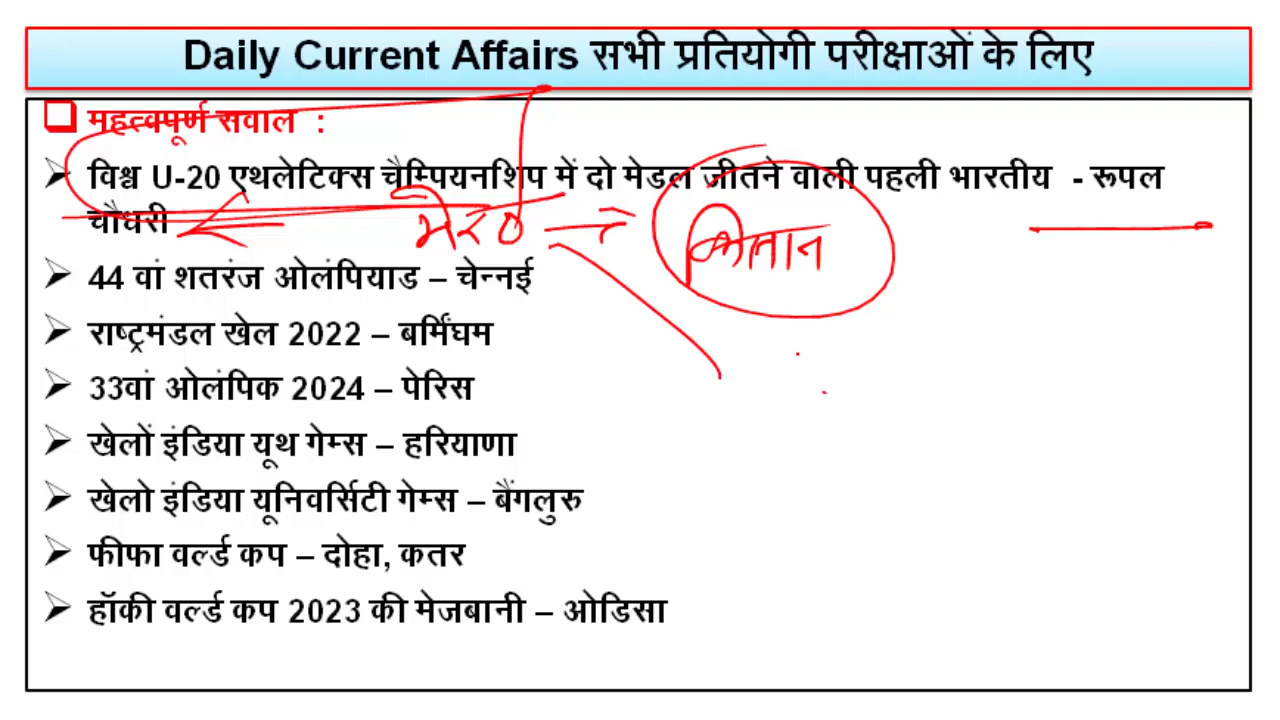 Daily Current Affairs सभी प्रतियोगी परीक्षाओं के लिए
महत्वपूर्ण सवाल :
विश्व U-20 एथलेटिक्स चैम्पियनशिप में दो मेडल जीतने वाली पहली भारतीय - रूपल
चौधरी
मेरठ
किसान
44 वां शतरंज ओलंपियाड – चेन्नई
राष्ट्रमंडल खेल 2022 – बर्मिंघम
33वां ओलंपिक 2024 – पेरिस
खेलों इंडिया यूथ गेम्स – हरियाणा
खेलो इंडिया यूनिवर्सिटी गेम्स – बैंगलुरु
फीफा वर्ल्ड कप – दोहा, कतर
हॉकी वर्ल्ड कप 2023 की मेजबानी – ओडिसा